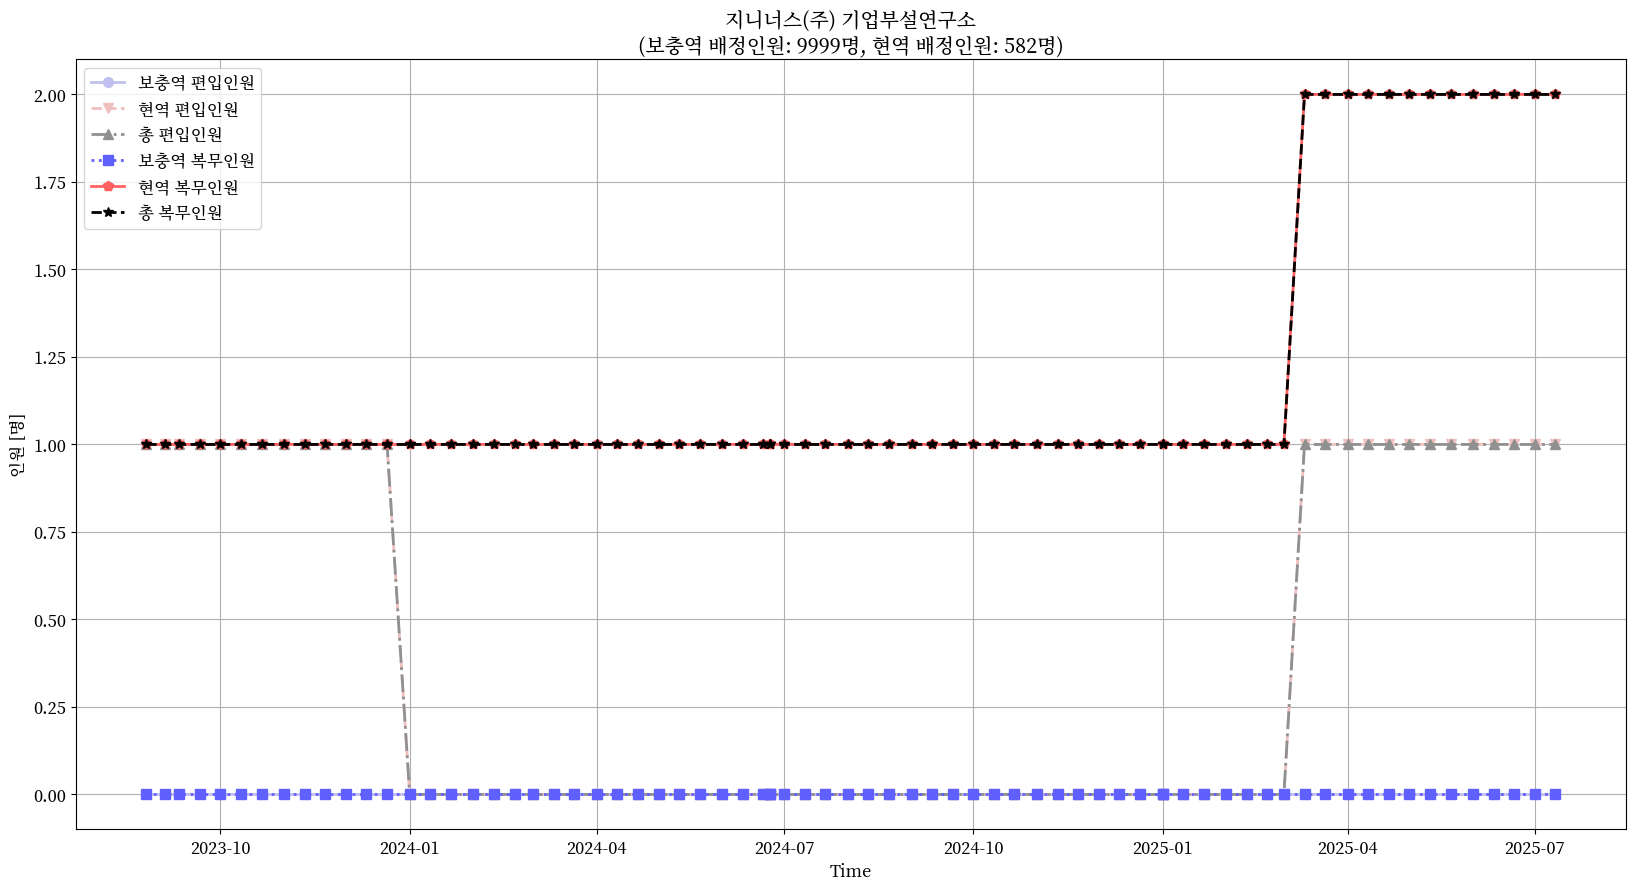 지니너스(주) 기업부설연구소
(보충역 배정인원: 9999명, 현역 배정인원: 582명)
보충역 편입인원
현역 편입인원
총 편입인원
보충역 복무인원
현역 복무인원
총 복무인원
2.00
1.75
1.50
1.25
1.00
0.75
0.50
0.25
0.00
인원 [명]
2023-10
2024-01
2024-04
2024-07
2024-10
2025-01
2025-04
2025-07
Time